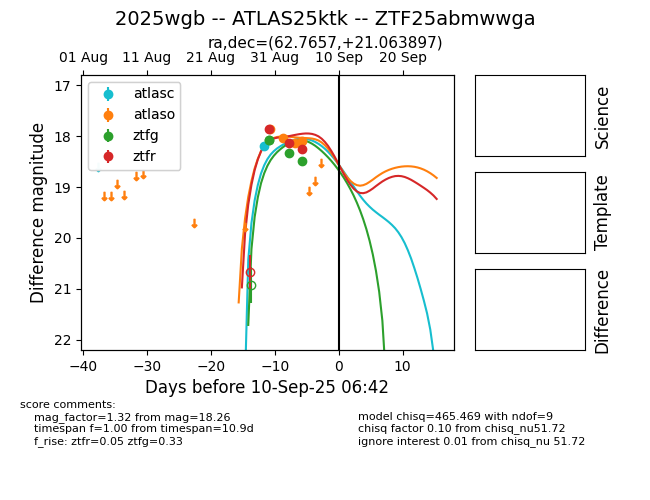 2025wgb -- ATLAS25ktk -- ZTF25abmwwga
ra,dec=(62.7657,+21.063897)
01 Aug 11 Aug 21 Aug 31 Aug 10 Sep 20 Sep
17
18
19
20
21
22
Difference magnitude
atlasc
atlaso
ztfg
ztfr
−40 −30 −20 −10 0 10
Days before 10-Sep-25 06:42
Science
Template
Difference
score comments:
mag_factor=1.32 from mag=18.26
timespan f=1.00 from timespan=10.9d
f_rise: ztfr=0.05 ztfg=0.33
model chisq=465.469 with ndof=9
chisq factor 0.10 from chisq_nu51.72
ignore interest 0.01 from chisq_nu 51.72